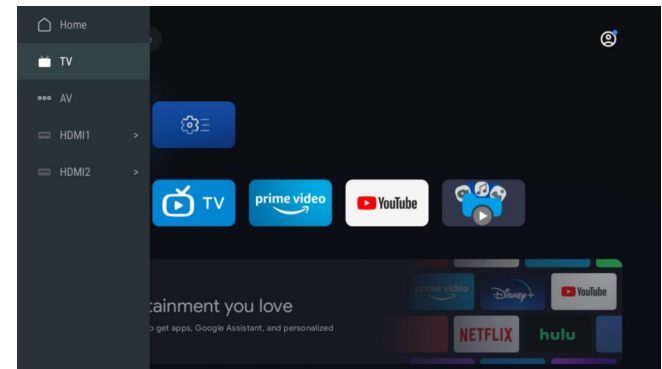 Home
TV
AV
HDMI1 >
HDMI2 >
TV
prime video
YouTube
tainment you love
o get apps, Google Assistant, and personalized
prime video
Disney+
YouTube
NETFLIX
hulu